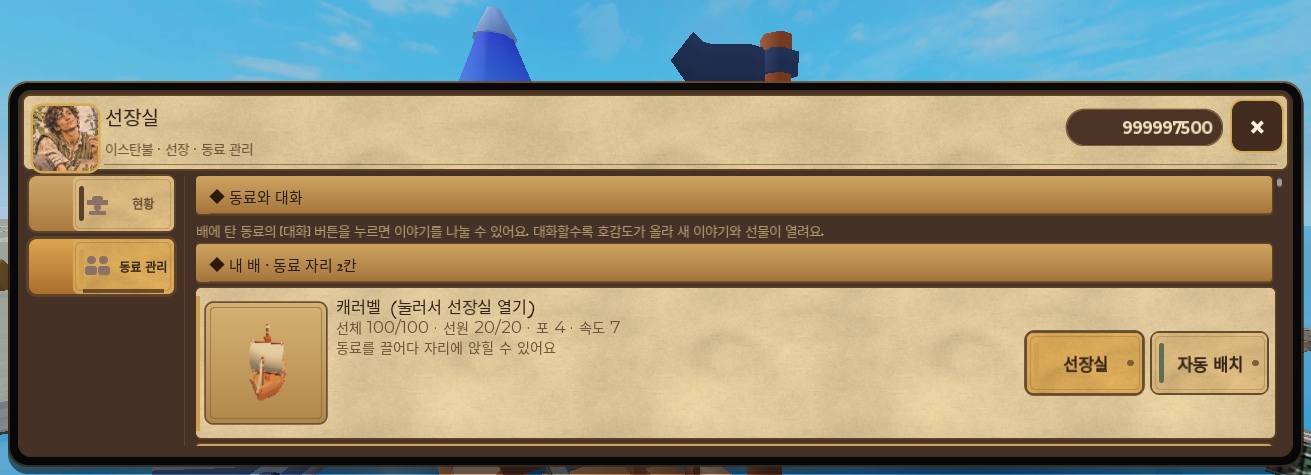 선장실
이스탄불 · 선장 · 동료 관리
999997500
현황
동료 관리
◆ 동료와 대화
배에 탄 동료의 [대화] 버튼을 누르면 이야기를 나눌 수 있어요. 대화할수록 호감도가 올라 새 이야기와 선물이 열려요.
◆ 내 배 · 동료 자리 2칸
캐러벨 (눌러서 선장실 열기)
선체 100/100 · 선원 20/20 · 포 4 · 속도 7
동료를 끌어다 자리에 앉힐 수 있어요
선장실
자동 배치